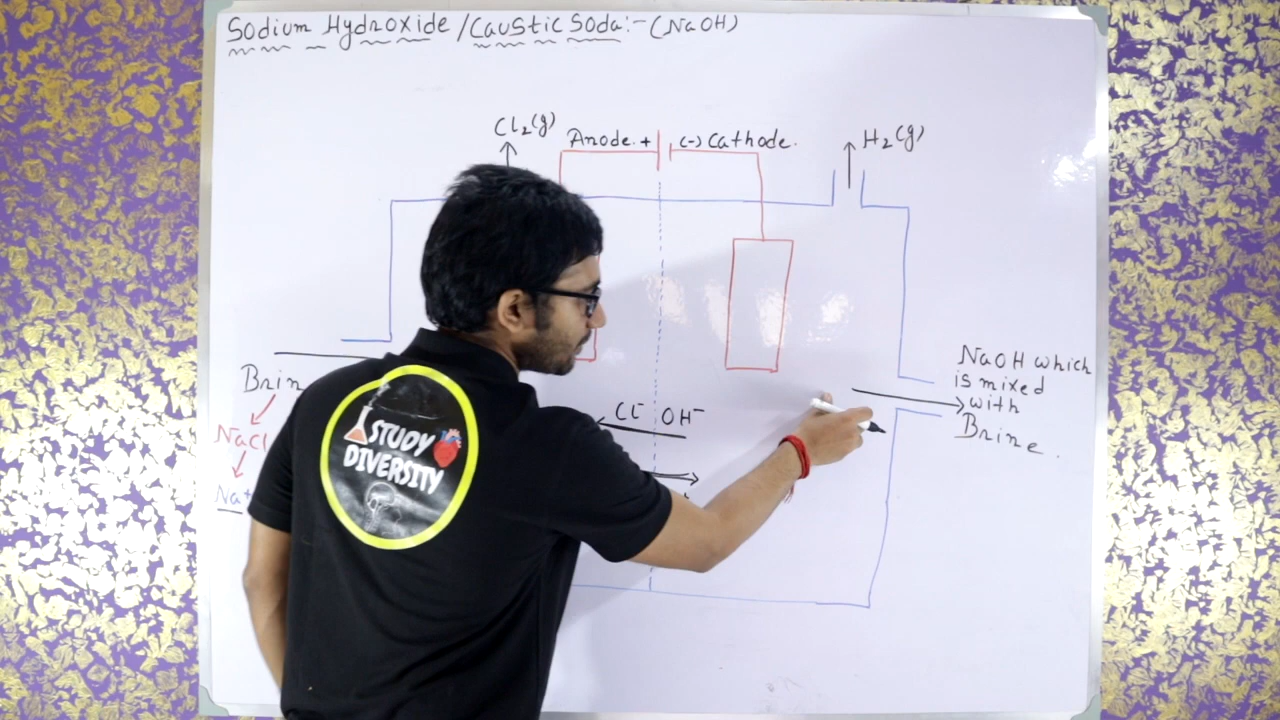 Sodium Hydroxide / Caustic Soda:- (NaOH)
Cl₂(g)
Anode +
(-) Cathode
H₂(g)
Brin
NaCl
Na+
Cl⁻ OH⁻
NaOH which
is mixed
with
Brine.
STUDY
DIVERSITY